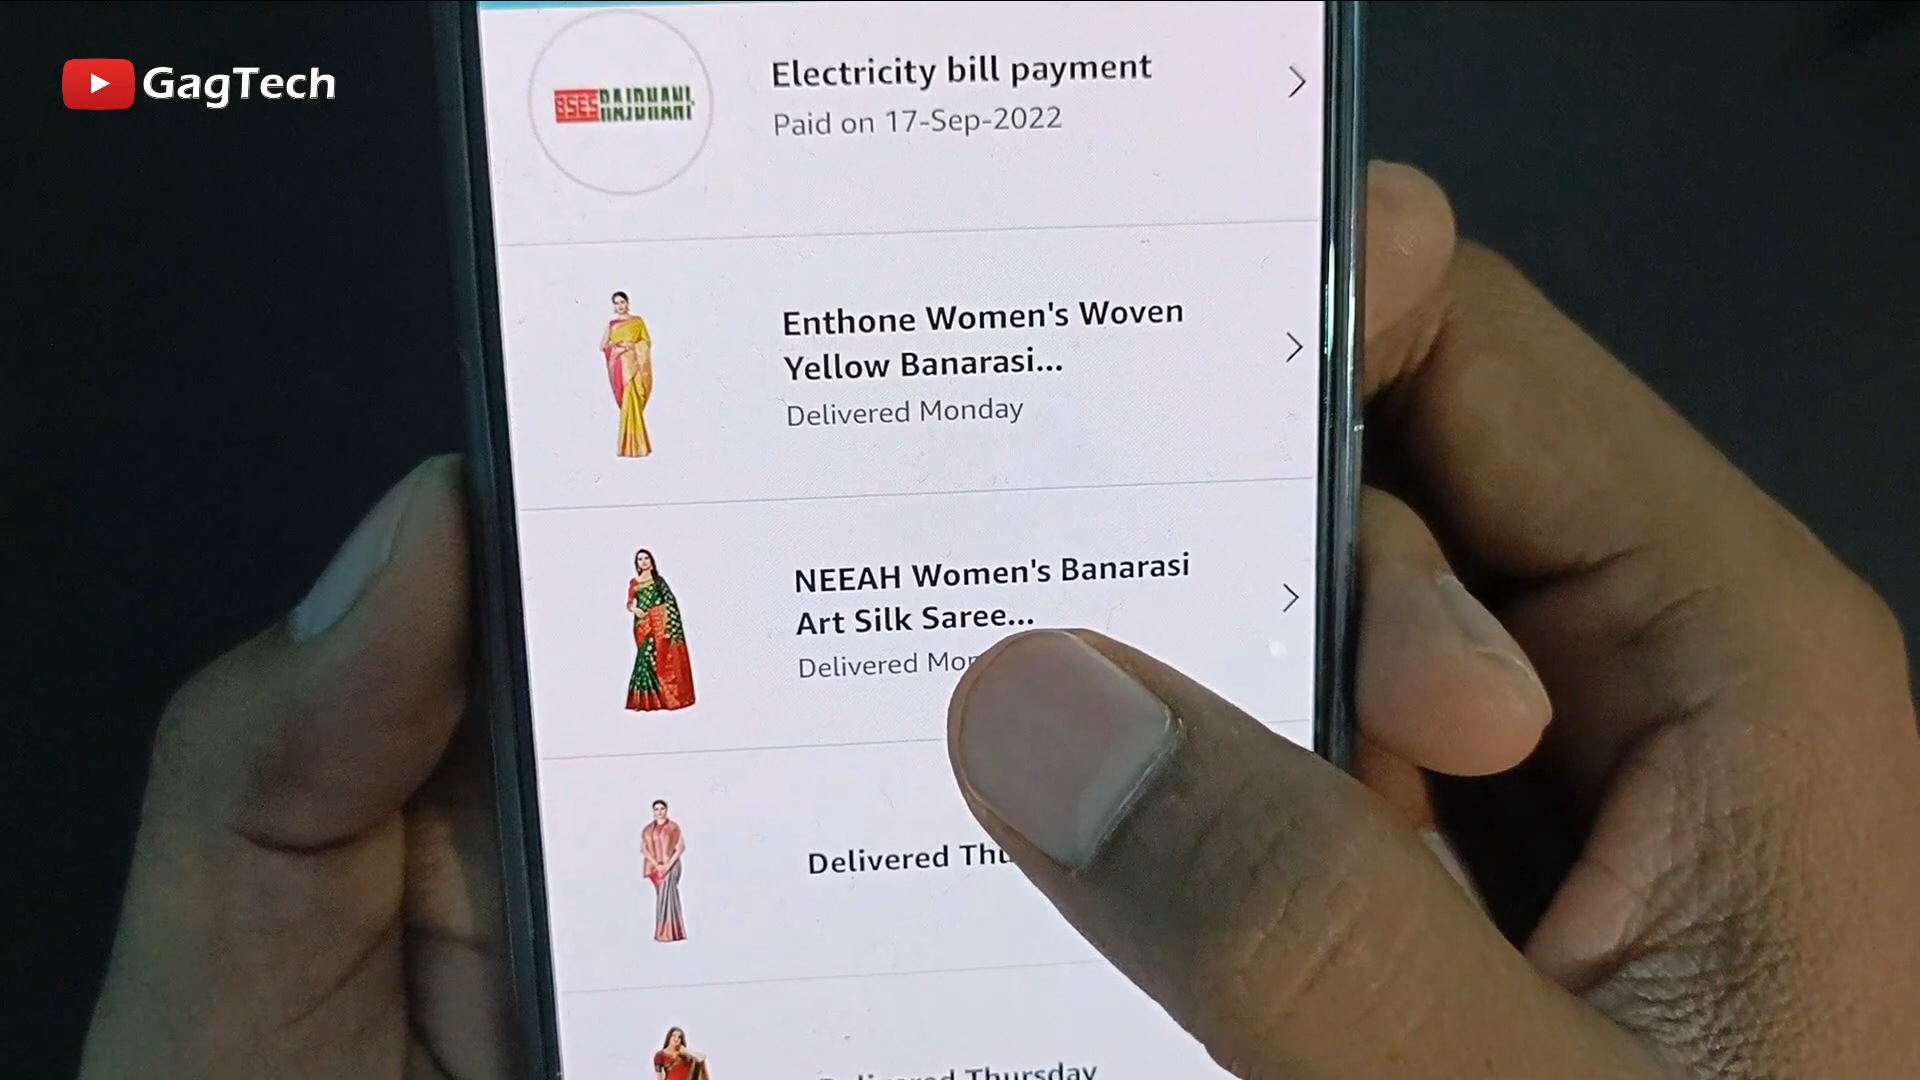 GagTech
Electricity bill payment
BSES RAJDHANI
Paid on 17-Sep-2022
Enthone Women's Woven
Yellow Banarasi...
Delivered Monday
NEEAH Women's Banarasi
Art Silk Saree...
Delivered
Delivered
Thursday